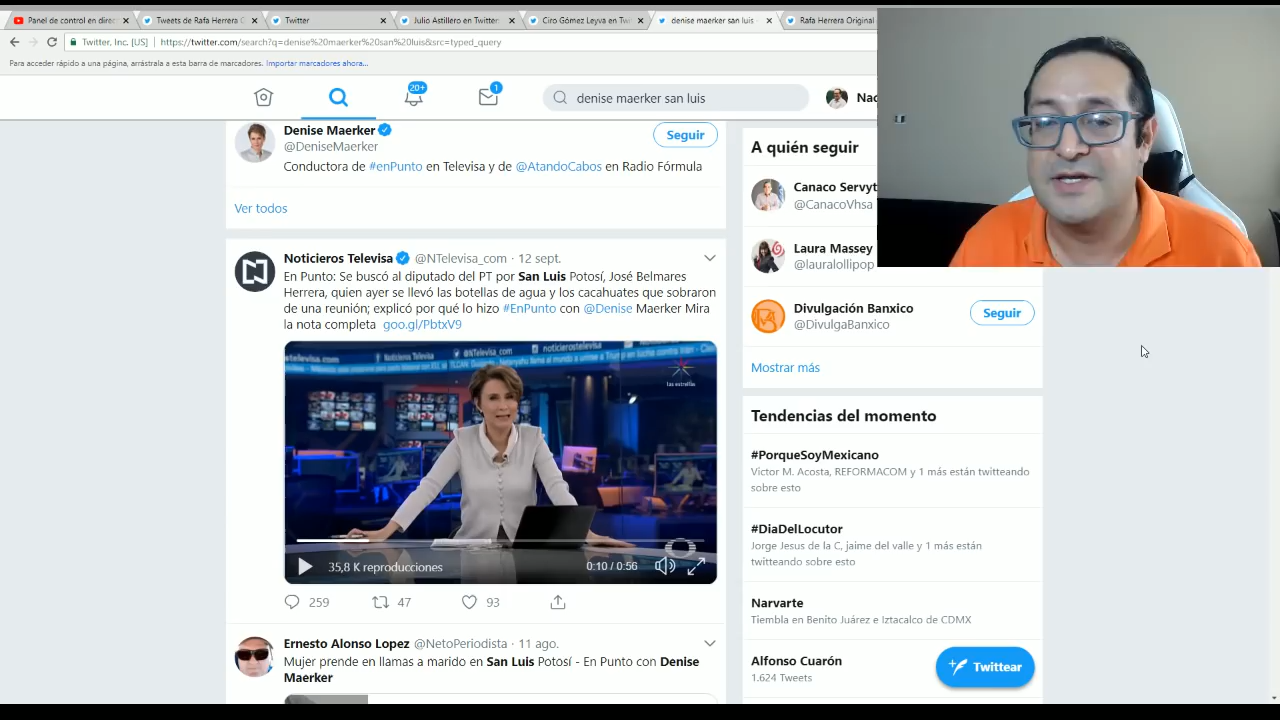 Panel de control en direc
Tweets de Rafa Herrera O
Twitter
Julio Astillero en Twitter:
Ciro Gómez Leyva en Tw
denise maerker san luis -
Rafa Herrera Original
Twitter, Inc. [US]
https://twitter.com/search?q=denise%20maerker%20san%20luis&src=typed_query
Para acceder rápido a una página, arrástrala a esta barra de marcadores. Importar marcadores ahora...
20+
1
denise maerker san luis
Denise Maerker
@DeniseMaerker
Seguir
Conductora de #enPunto en Televisa y de @AtandoCabos en Radio Fórmula
Ver todos
Noticieros Televisa @NTelevisa_com · 12 sept.
En Punto: Se buscó al diputado del PT por San Luis Potosí, José Belmares
Herrera, quien ayer se llevó las botellas de agua y los cacahuates que sobraron
de una reunión; explicó por qué lo hizo #EnPunto con @Denise Maerker Mira
la nota completa goo.gl/PbtxV9
televisa.com
Noticieros Televisa
@NTelevisa_com
noticierostelevisa
las estrellas
35,8 K reproducciones
0:10 / 0:56
259
47
93
Ernesto Alonso Lopez @NetoPeriodista · 11 ago.
Mujer prende en llamas a marido en San Luis Potosí - En Punto con Denise
Maerker
A quién seguir
Canaco Servyt
@CanacoVhsa
Laura Massey
@lauralollipop
Divulgación Banxico
@DivulgaBanxico
Seguir
Mostrar más
Tendencias del momento
#PorqueSoyMexicano
Victor M. Acosta, REFORMACOM y 1 más están twitteando
sobre esto
#DiaDelLocutor
Jorge Jesus de la C, jaime del valle y 1 más están
twitteando sobre esto
Narvarte
Tiembla en Benito Juárez e Iztacalco de CDMX
Alfonso Cuarón
1.624 Tweets
Twittear